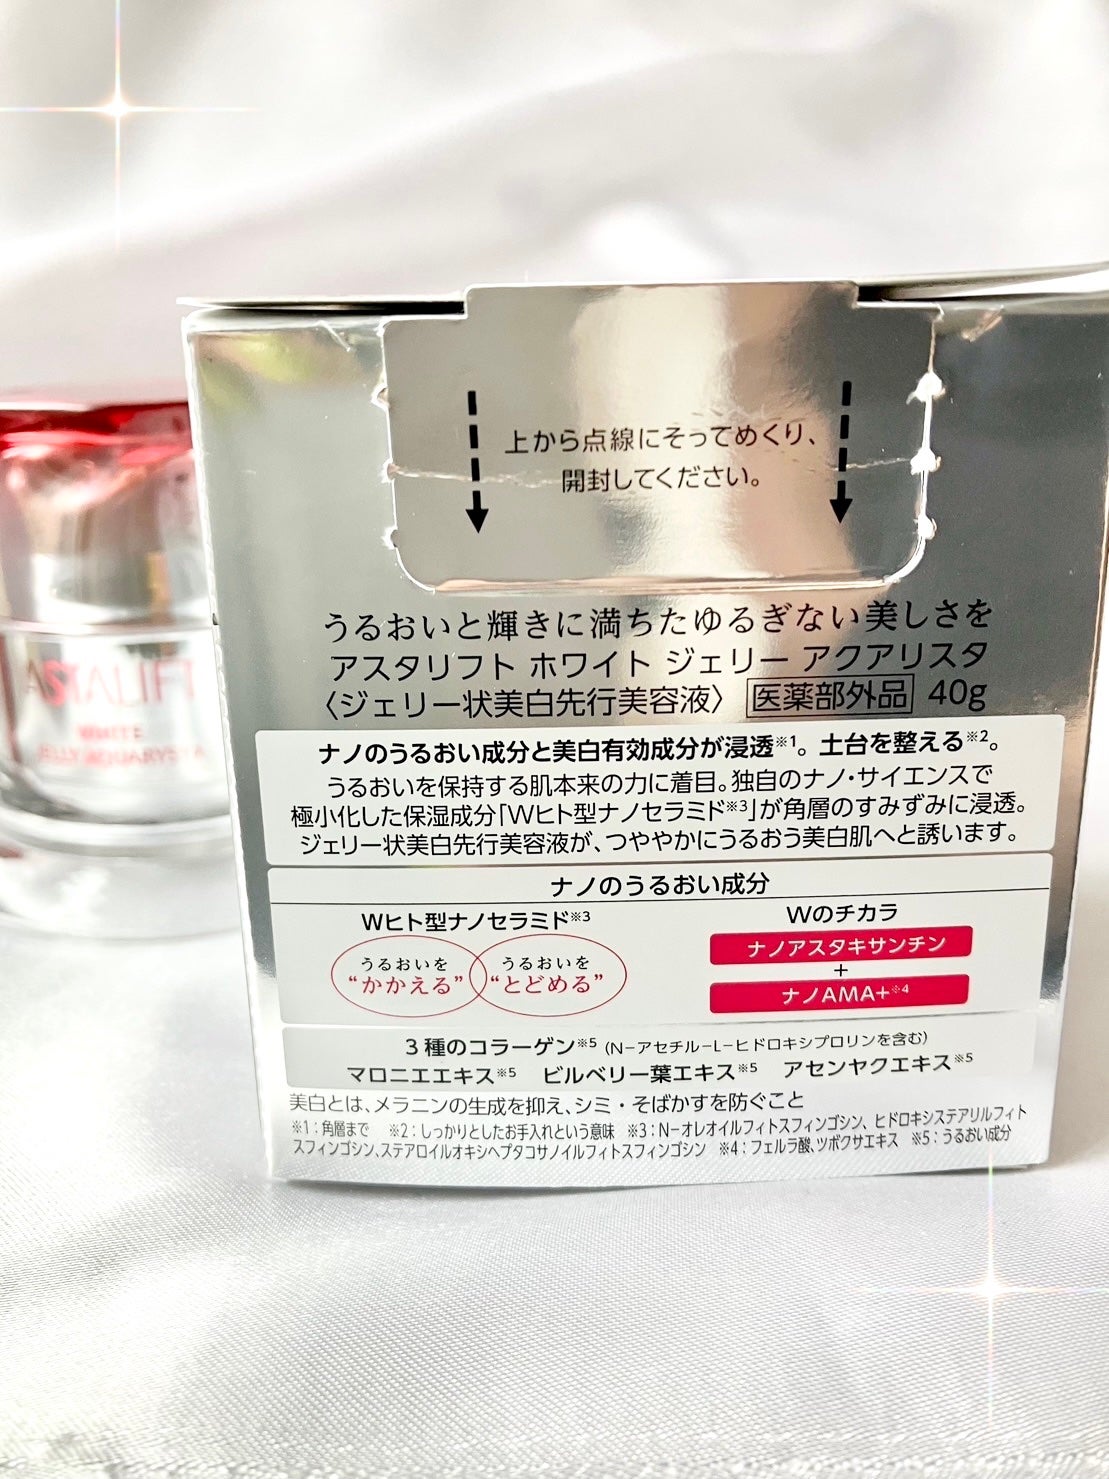 上から点線にそってめくり、
開封してください。
うるおいと輝きに満ちたゆるぎない美しさを
アスタリフト ホワイト ジェリー アクアリスタ
〈ジェリー状美白先行美容液〉 医薬部外品 40g
ナノのうるおい成分と美白有効成分が浸透※1。土台を整える※2。
うるおいを保持する肌本来の力に着目。独自のナノ・サイエンスで
極小化した保湿成分「Wヒト型ナノセラミド※3」が角層のすみずみに浸透。
ジェリー状美白先行美容液が、つややかにうるおう美白肌へと誘います。
ナノのうるおい成分
Wヒト型ナノセラミド※3
うるおいを
“かかえる”
うるおいを
“とどめる”
Wのチカラ
ナノアスタキサンチン
+
ナノAMA+※4
3種のコラーゲン※5 (N-アセチル-L-ヒドロキシプロリンを含む)
マロニエエキス※5 ビルベリー葉エキス※5 アセンヤクエキス※5
美白とは、メラニンの生成を抑え、シミ・そばかすを防ぐこと
※1:角層まで ※2:しっかりとしたお手入れという意味 ※3:N-オレオイルフィトスフィンゴシン、ヒドロキシステアリルフィト
スフィンゴシン、ステアロイルオキシヘプタコサノイルフィトスフィンゴシン ※4:フェルラ酸、ツボクサエキス ※5:うるおい成分
ASTALIFT
WHITE
JELLY AQUARYSTA